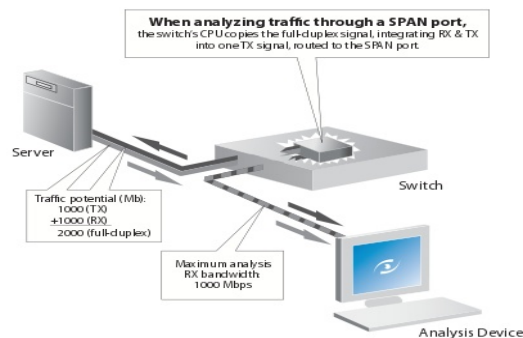 When analyzing traffic through a SPAN port,
the switch's CPU copies the full-duplex signal, integrating RX & TX
into one TX signal, routed to the SPAN port.
Server
Switch
Traffic potential (Mb):
1000 (TX)
+1000 (RX)
2000 (full-duplex)
Maximum analysis
RX bandwidth:
1000 Mbps
Analysis Device